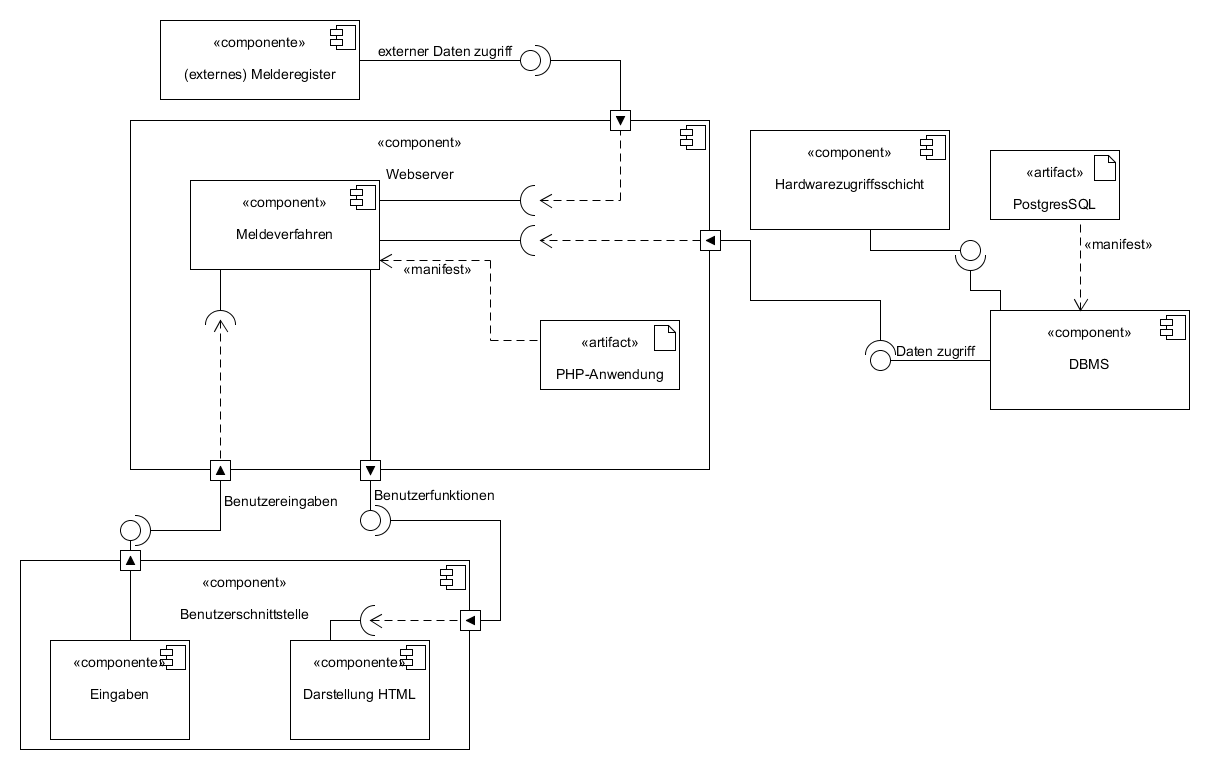 «componente»
(externes) Melderegister
externer Daten zugriff
«component»
Webserver
«component»
Meldeverfahren
«manifest»
«artifact»
PHP-Anwendung
«component»
Hardwarezugriffsschicht
«artifact»
PostgresSQL
«manifest»
«component»
DBMS
Daten zugriff
Benutzereingaben
Benutzerfunktionen
«component»
Benutzerschnittstelle
«componente»
Eingaben
«componente»
Darstellung HTML